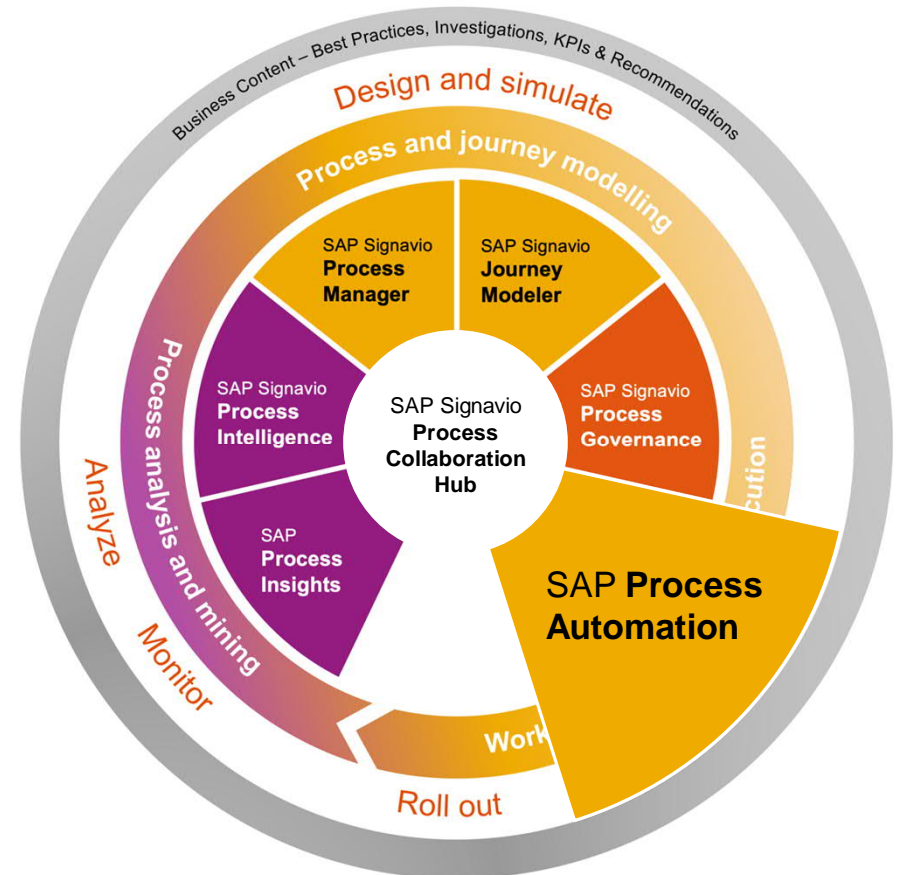 Business Content – Best Practices, Investigations, KPIs & Recommendations
Design and simulate
Process and journey modelling
SAP Signavio
Process
Manager
SAP Signavio
Journey
Modeler
SAP Signavio
Process
Intelligence
SAP Signavio
Process
Collaboration
Hub
SAP Signavio
Process
Governance
cution
Process analysis and mining
Analyze
SAP
Process
Insights
SAP Process
Automation
Monitor
Work
Roll out